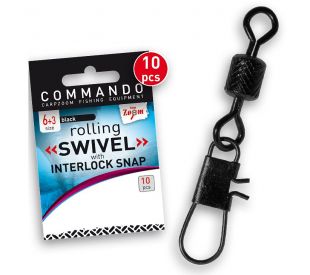 10
pcs
COMMANDO
CARPZOOM FISHING EQUIPMENT
6+3
size
black
Carp
Zoom
rolling
«SWIVEL»
with
INTERLOCK SNAP
10
pcs